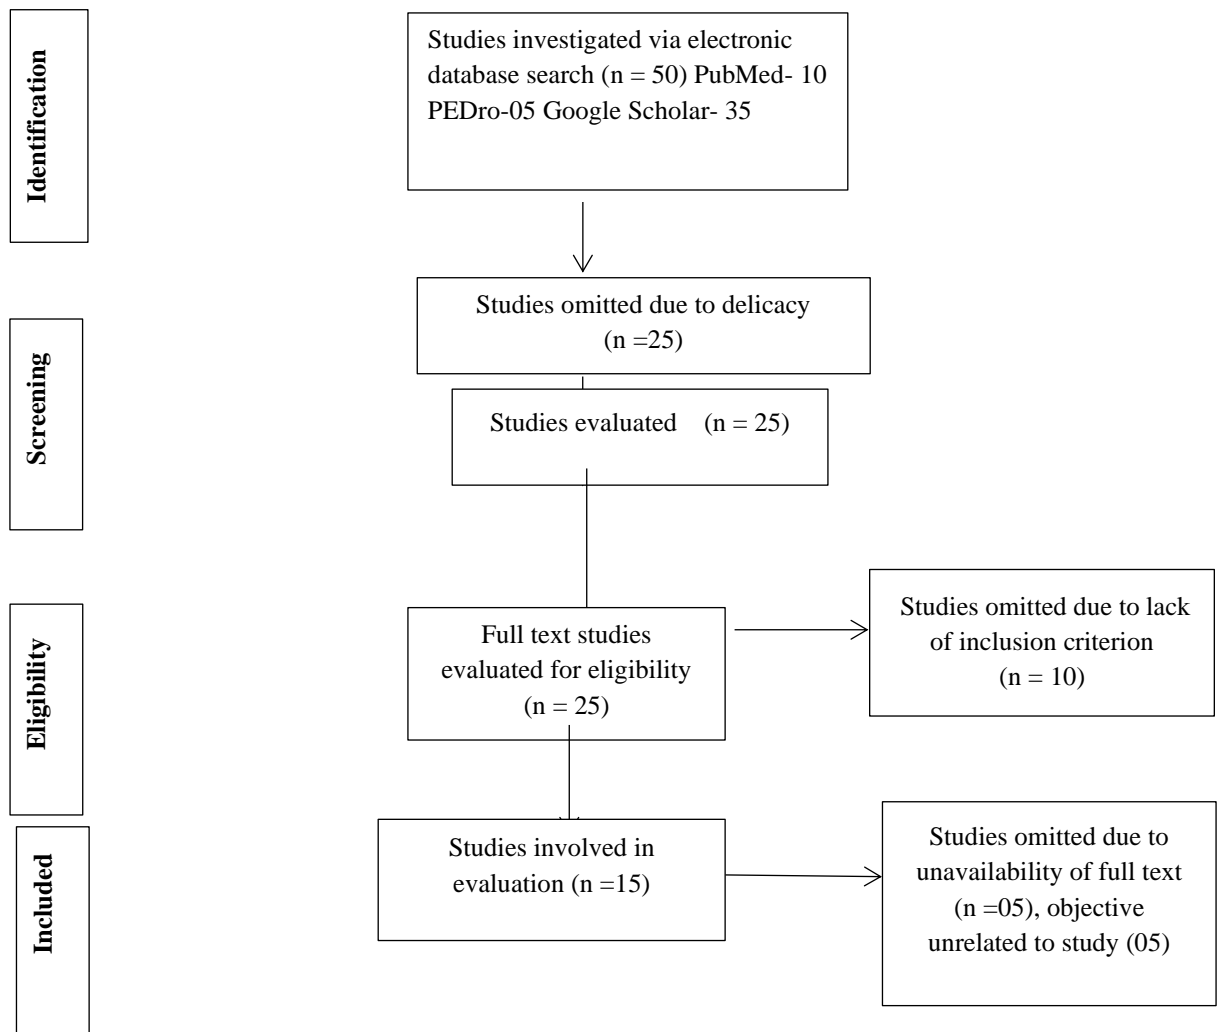 Identification
Studies investigated via electronic
database search (n = 50) PubMed- 10
PEDro-05 Google Scholar- 35
Studies omitted due to delicacy
(n =25)
Screening
Studies evaluated (n = 25)
Eligibility
Full text studies
evaluated for eligibility
(n = 25)
Studies omitted due to lack
of inclusion criterion
(n = 10)
Included
Studies involved in
evaluation (n =15)
Studies omitted due to
unavailability of full text
(n =05), objective
unrelated to study (05)